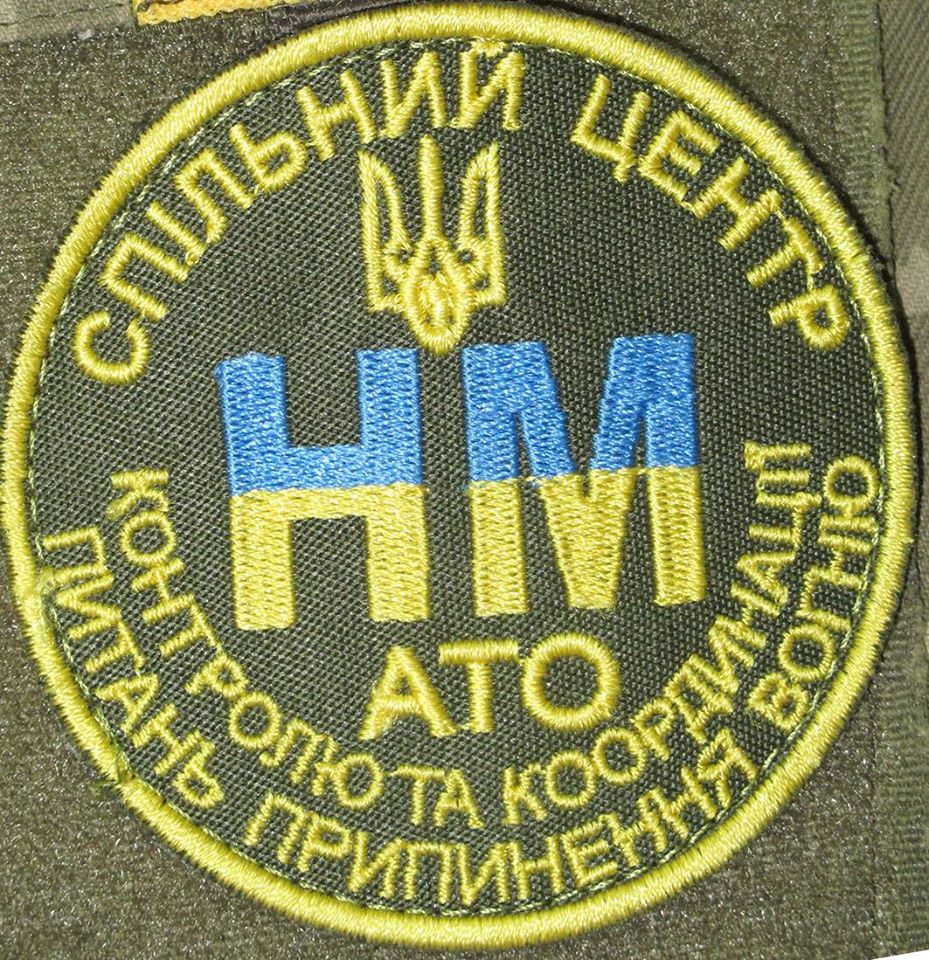 СПІЛЬНИЙ ЦЕНТР
НМ
АТО
КОНТРОЛЮ ТА КООРДИНАЦІЇ
ПИТАНЬ ПРИПИНЕННЯ ВОГНЮ